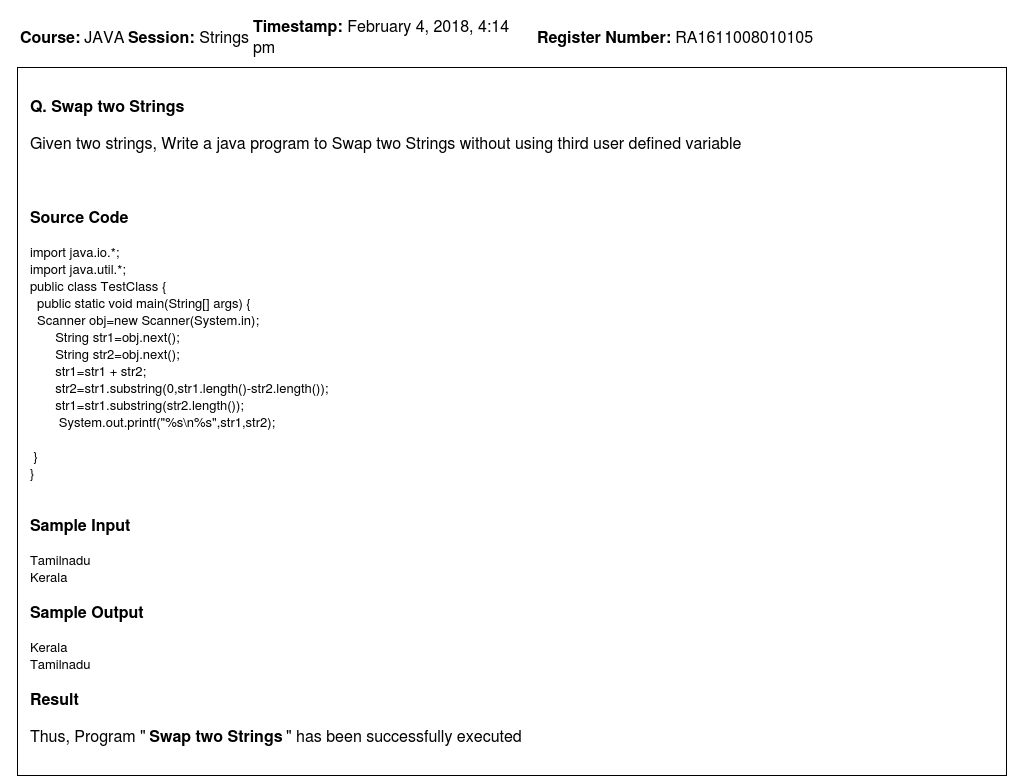 Course: JAVA Session: Strings Timestamp: February 4, 2018, 4:14 pm Register Number: RA1611008010105
Q. Swap two Strings
Given two strings, Write a java program to Swap two Strings without using third user defined variable
Source Code
import java.io.*;
import java.util.*;
public class TestClass {
  public static void main(String[] args) {
  Scanner obj=new Scanner(System.in);
       String str1=obj.next();
       String str2=obj.next();
       str1=str1 + str2;
       str2=str1.substring(0,str1.length()-str2.length());
       str1=str1.substring(str2.length());
        System.out.printf("%s\n%s",str1,str2);
 }
}
Sample Input
Tamilnadu
Kerala
Sample Output
Kerala
Tamilnadu
Result
Thus, Program " Swap two Strings " has been successfully executed